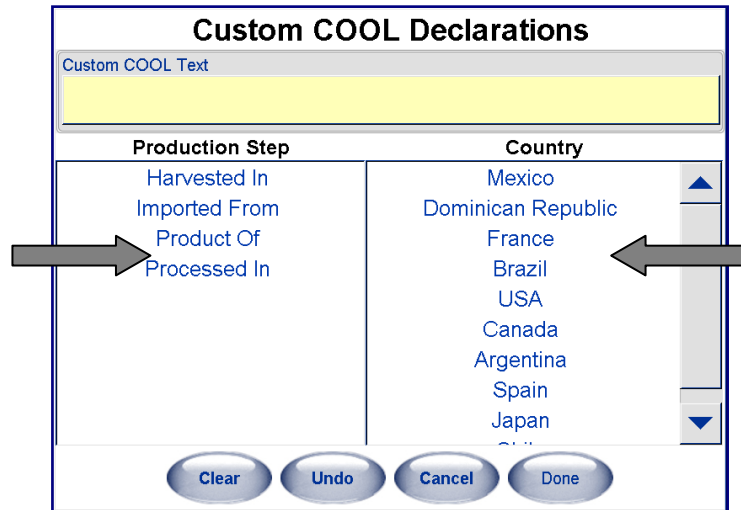 Custom COOL Declarations
Custom COOL Text
Production Step
Country
Harvested In
Mexico
Imported From
Dominican Republic
Product Of
France
Processed In
Brazil
USA
Canada
Argentina
Spain
Japan
Clear
Undo
Cancel
Done